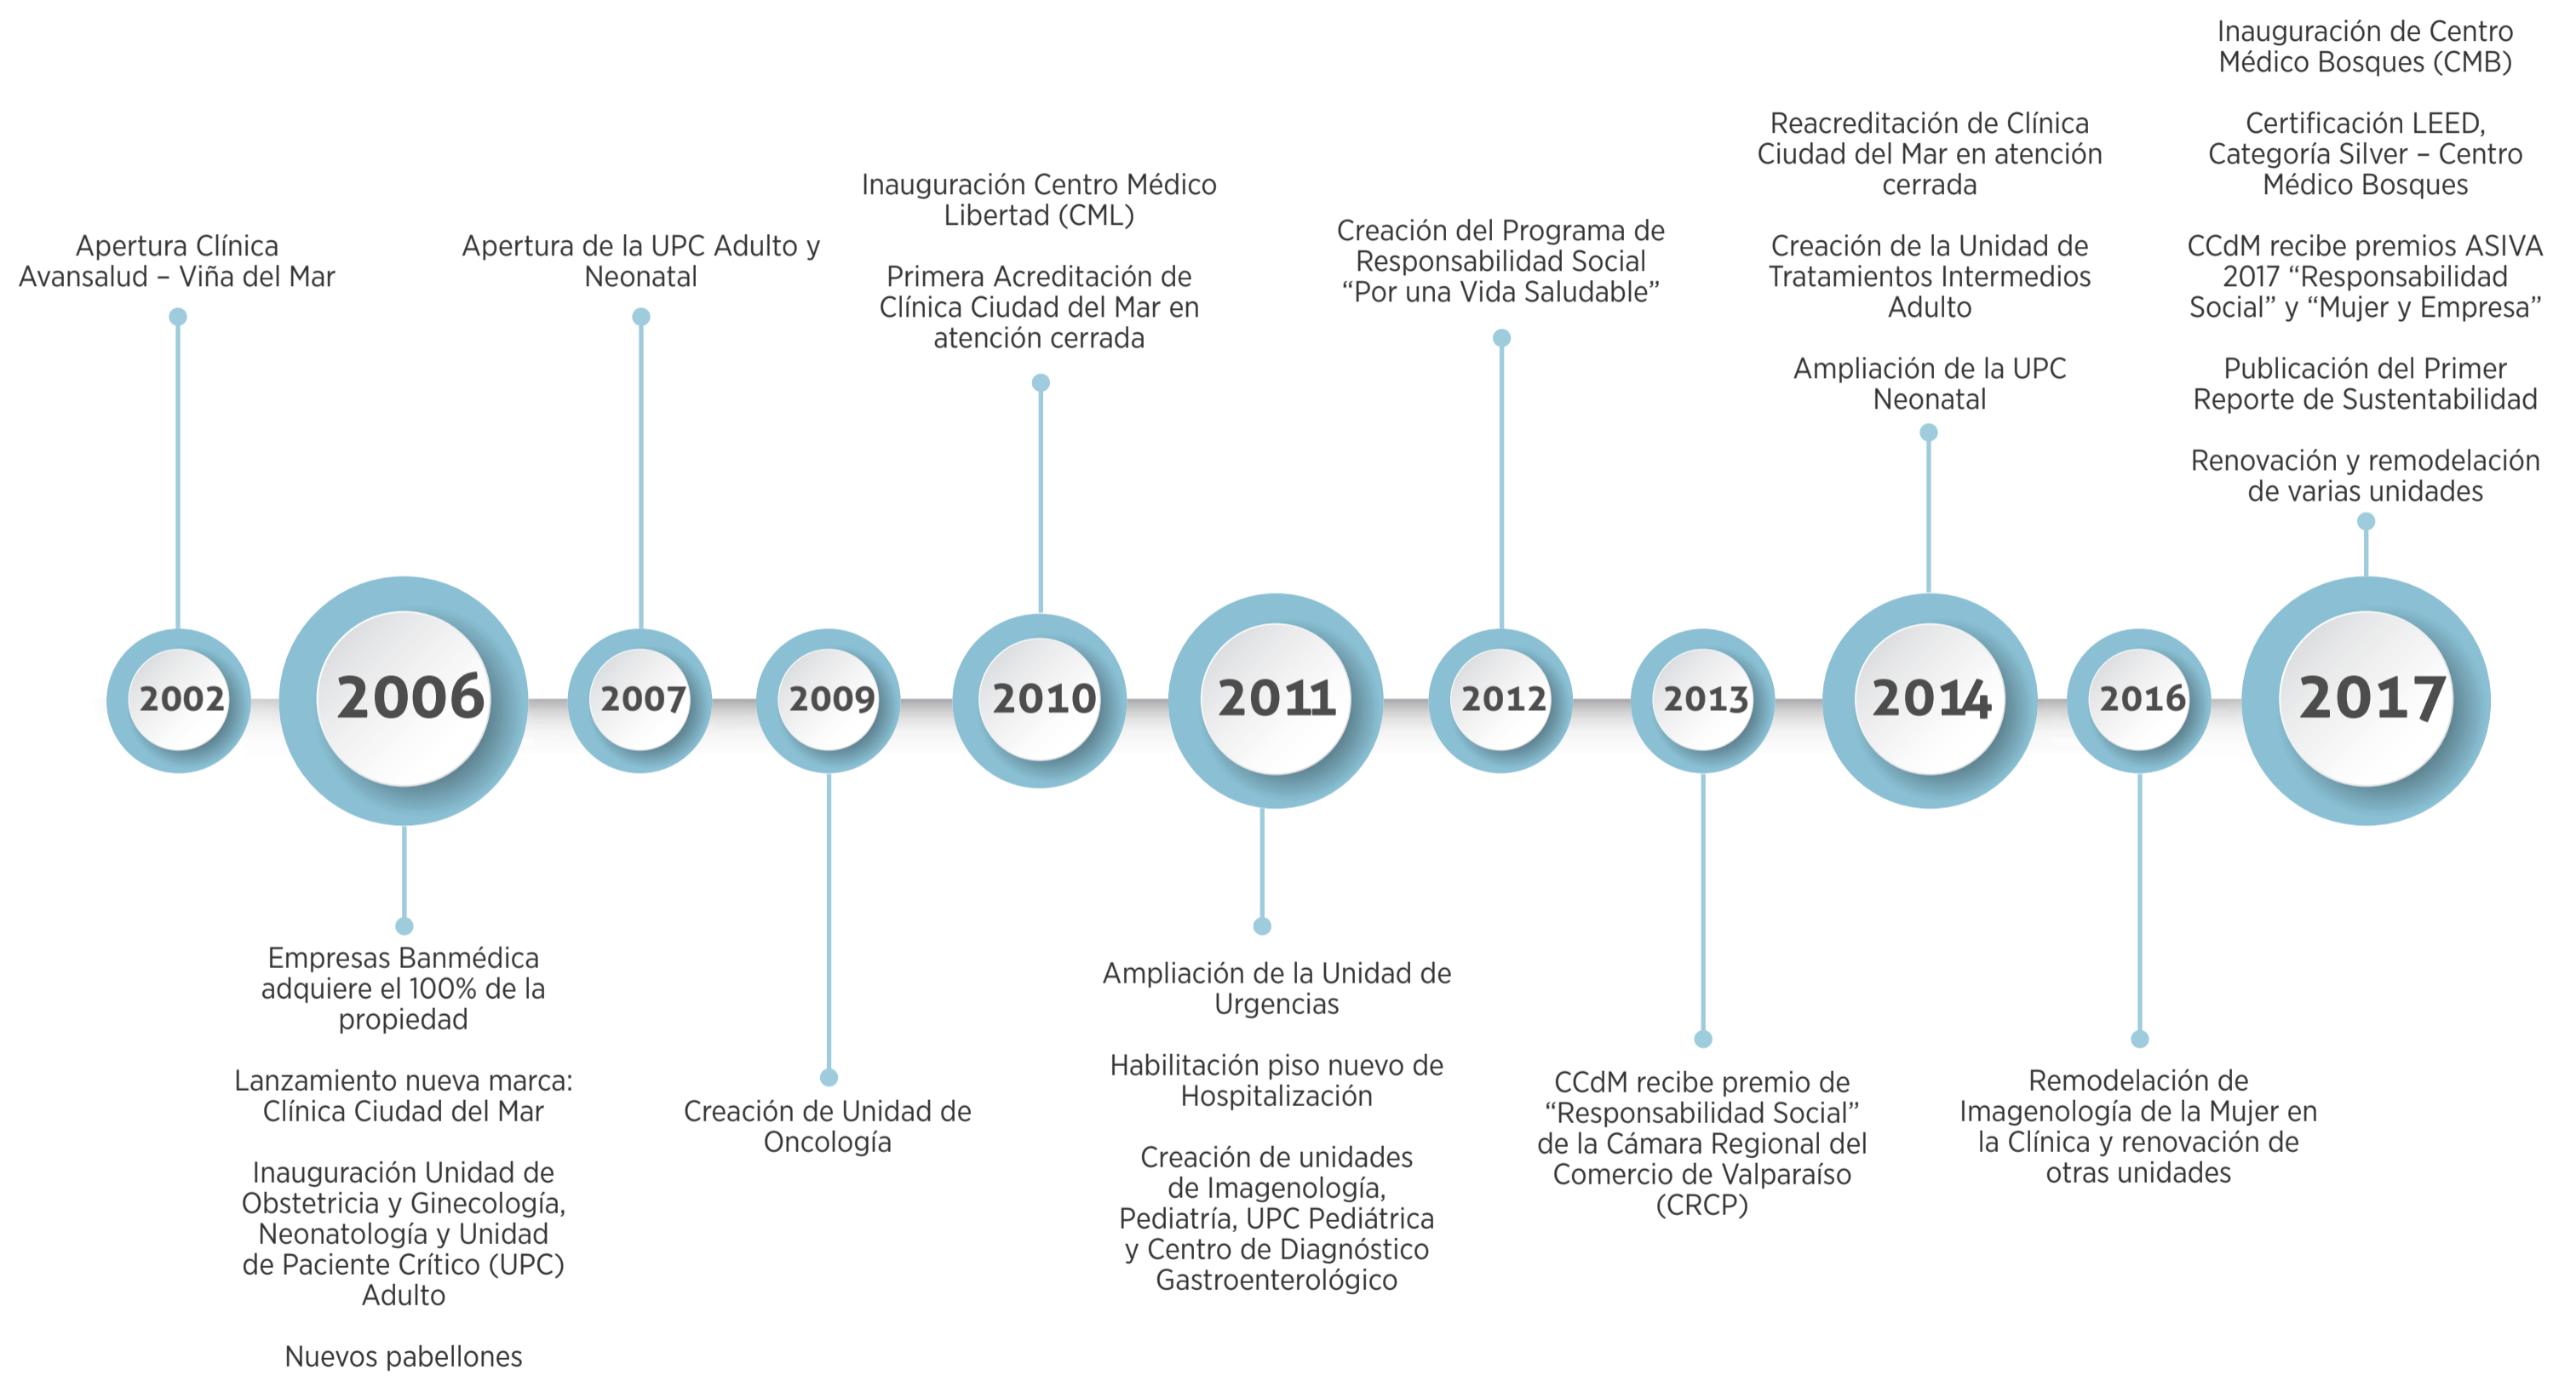 Apertura Clínica
Avansalud – Viña del Mar
2002
2006
Empresas Banmédica
adquiere el 100% de la
propiedad
Lanzamiento nueva marca:
Clínica Ciudad del Mar
Inauguración Unidad de
Obstetricia y Ginecología,
Neonatología y Unidad
de Paciente Crítico (UPC)
Adulto
Nuevos pabellones
Apertura de la UPC Adulto y
Neonatal
2007
2009
Creación de Unidad de
Oncología
Inauguración Centro Médico
Libertad (CML)
Primera Acreditación de
Clínica Ciudad del Mar en
atención cerrada
2010
2011
Ampliación de la Unidad de
Urgencias
Habilitación piso nuevo de
Hospitalización
Creación de unidades
de Imagenología,
Pediatría, UPC Pediátrica
y Centro de Diagnóstico
Gastroenterológico
Creación del Programa de
Responsabilidad Social
“Por una Vida Saludable”
2012
2013
CCdM recibe premio de
“Responsabilidad Social”
de la Cámara Regional del
Comercio de Valparaíso
(CRCP)
Reacreditación de Clínica
Ciudad del Mar en atención
cerrada
Creación de la Unidad de
Tratamientos Intermedios
Adulto
Ampliación de la UPC
Neonatal
2014
2016
Remodelación de
Imagenología de la Mujer en
la Clínica y renovación de
otras unidades
Inauguración de Centro
Médico Bosques (CMB)
Certificación LEED,
Categoría Silver – Centro
Médico Bosques
CCdM recibe premios ASIVA
2017 “Responsabilidad
Social” y “Mujer y Empresa”
Publicación del Primer
Reporte de Sustentabilidad
Renovación y remodelación
de varias unidades
2017